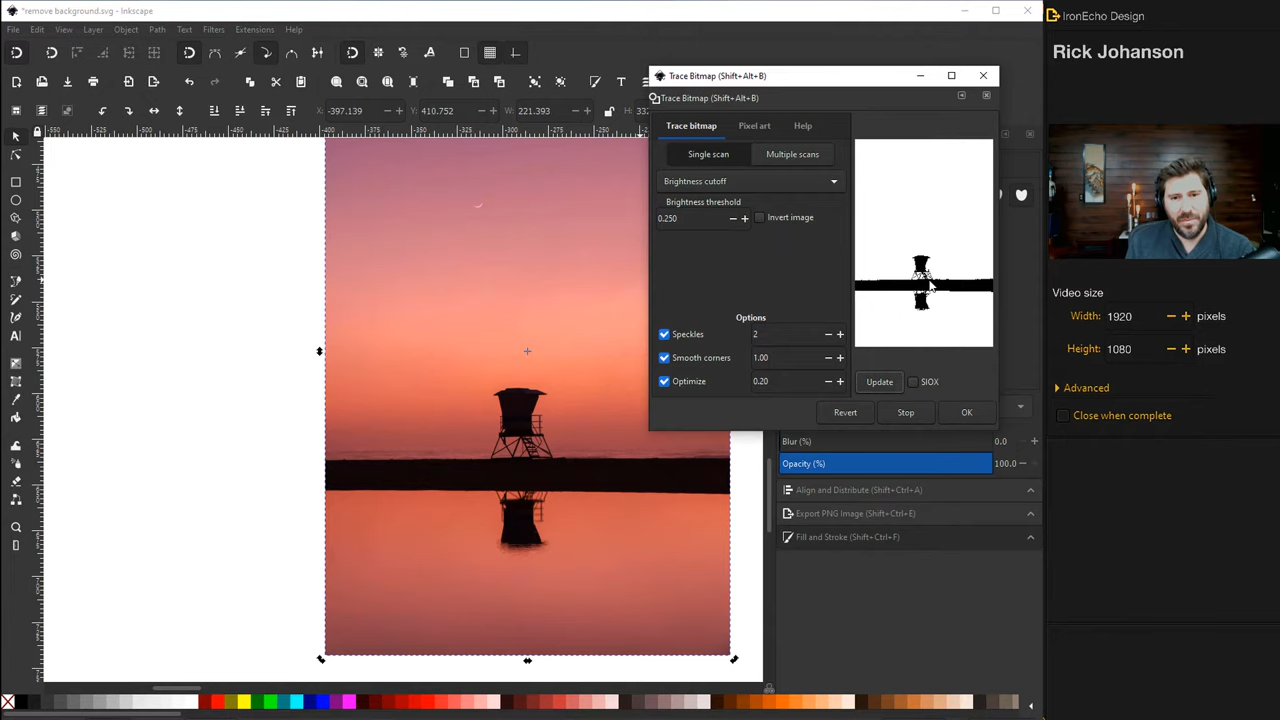 *remove background.svg - Inkscape
File Edit View Layer Object Path Text Filters Extensions Help
X: -397.139 Y: 410.752 W: 221.393 H:
Trace Bitmap (Shift+Alt+B)
Trace Bitmap (Shift+Alt+B)
Trace bitmap Pixel art Help
Single scan Multiple scans
Brightness cutoff
Brightness threshold
0.250 Invert image
Options
Speckles 2
Smooth corners 1.00
Optimize 0.20
Update SIOX
Revert Stop OK
Blur (%) 0.0
Opacity (%) 100.0
Align and Distribute (Shift+Ctrl+A)
Export PNG Image (Shift+Ctrl+E)
Fill and Stroke (Shift+Ctrl+F)
IronEcho Design
Rick Johanson
Video size
Width: 1920 pixels
Height: 1080 pixels
Advanced
Close when complete